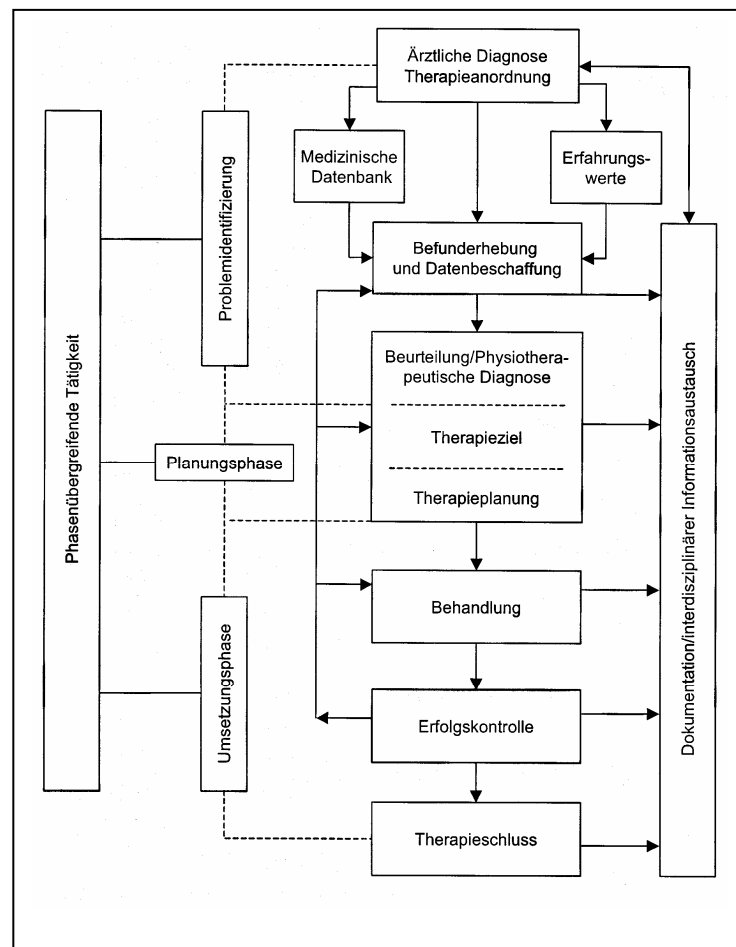 Ärztliche Diagnose
Therapieanordnung
Medizinische
Datenbank
Erfahrungs-
werte
Befunderhebung
und Datenbeschaffung
Beurteilung/Physiothera-
peutische Diagnose
Therapieziel
Therapieplanung
Behandlung
Erfolgskontrolle
Therapieschluss
Phasenübergreifende Tätigkeit
Problemidentifizierung
Planungsphase
Umsetzungsphase
Dokumentation/interdisziplinärer Informationsaustausch